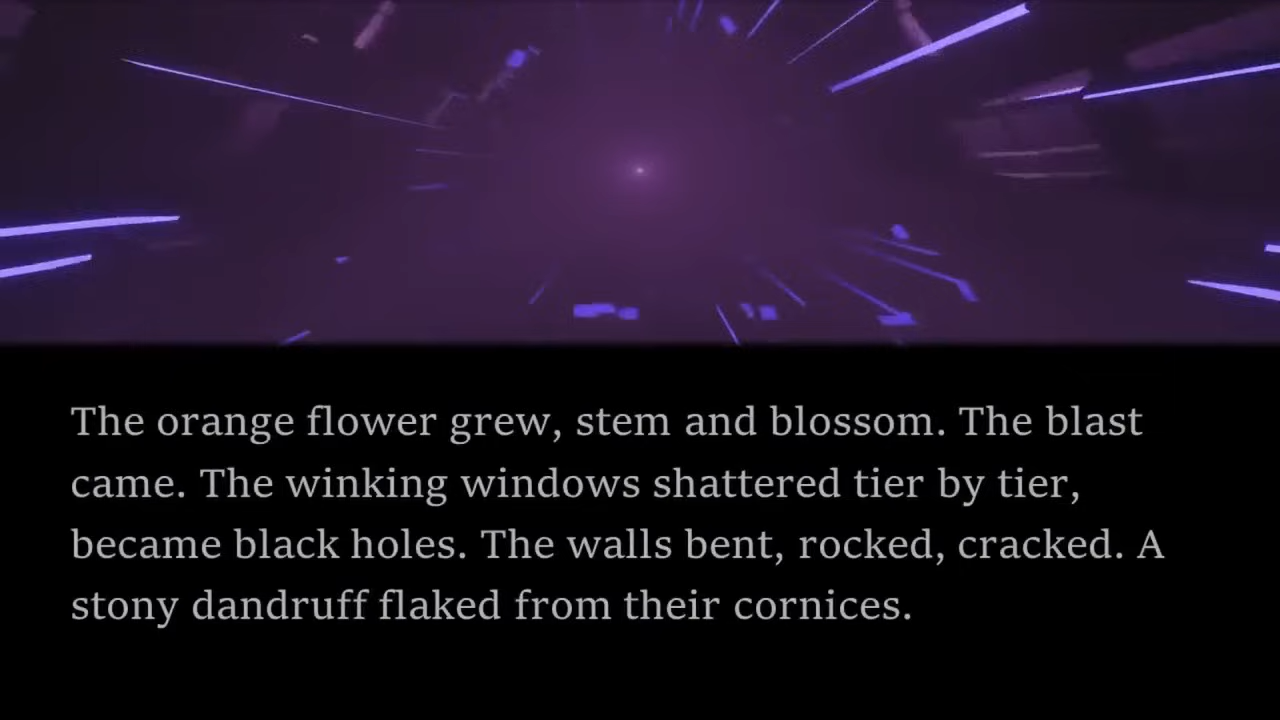 The orange flower grew, stem and blossom. The blast
came. The winking windows shattered tier by tier,
became black holes. The walls bent, rocked, cracked. A
stony dandruff flaked from their cornices.